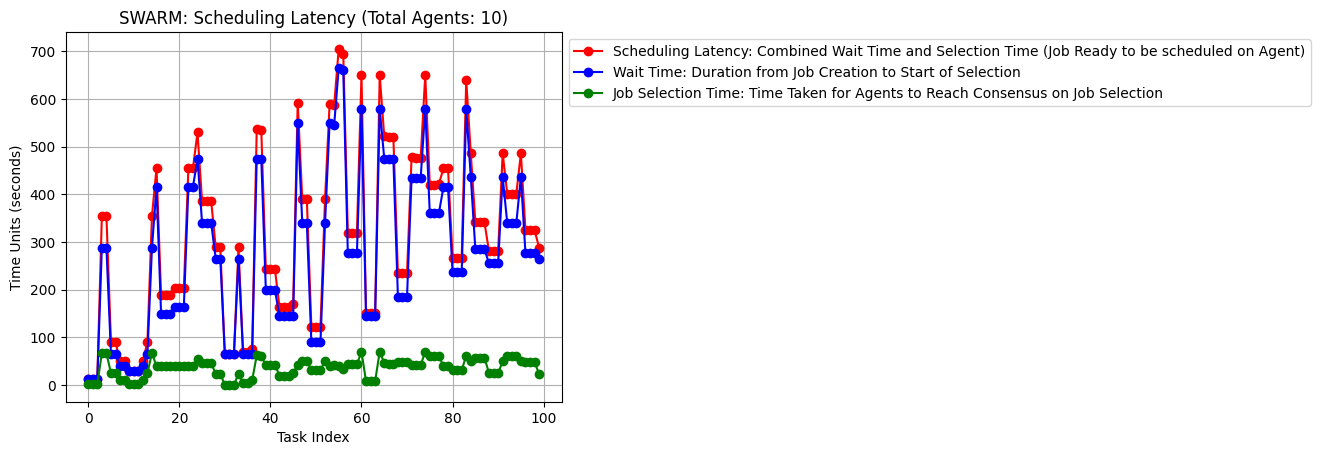 SWARM: Scheduling Latency (Total Agents: 10)
Scheduling Latency: Combined Wait Time and Selection Time (Job Ready to be scheduled on Agent)
Wait Time: Duration from Job Creation to Start of Selection
Job Selection Time: Time Taken for Agents to Reach Consensus on Job Selection
Time Units (seconds)
700
600
500
400
300
200
100
0
0 20 40 60 80 100
Task Index